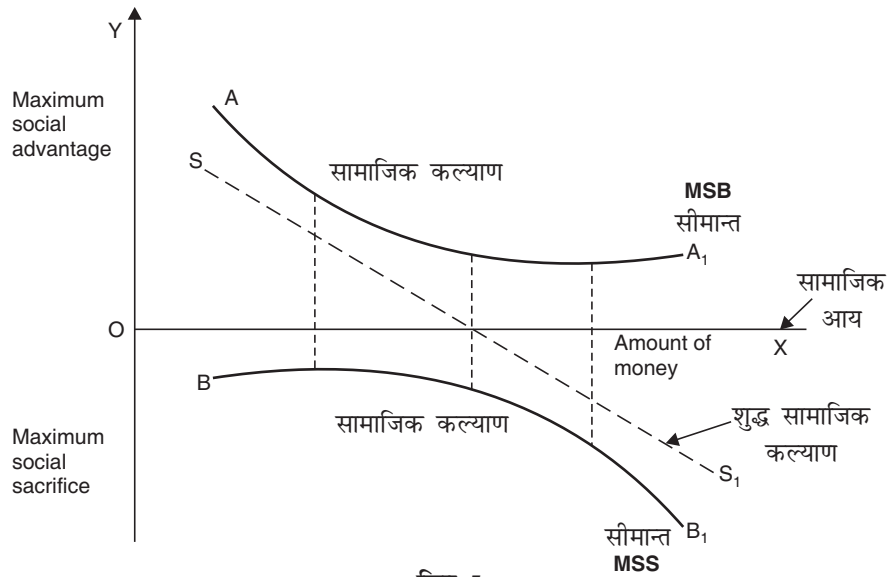 Y
Maximum
social
advantage
A
S
सामाजिक कल्याण
MSB
सीमान्त
A1
सामाजिक
आय
O
Amount of
money
X
B
सामाजिक कल्याण
शुद्ध सामाजिक
कल्याण
Maximum
social
sacrifice
S1
सीमान्त
B1
MSS